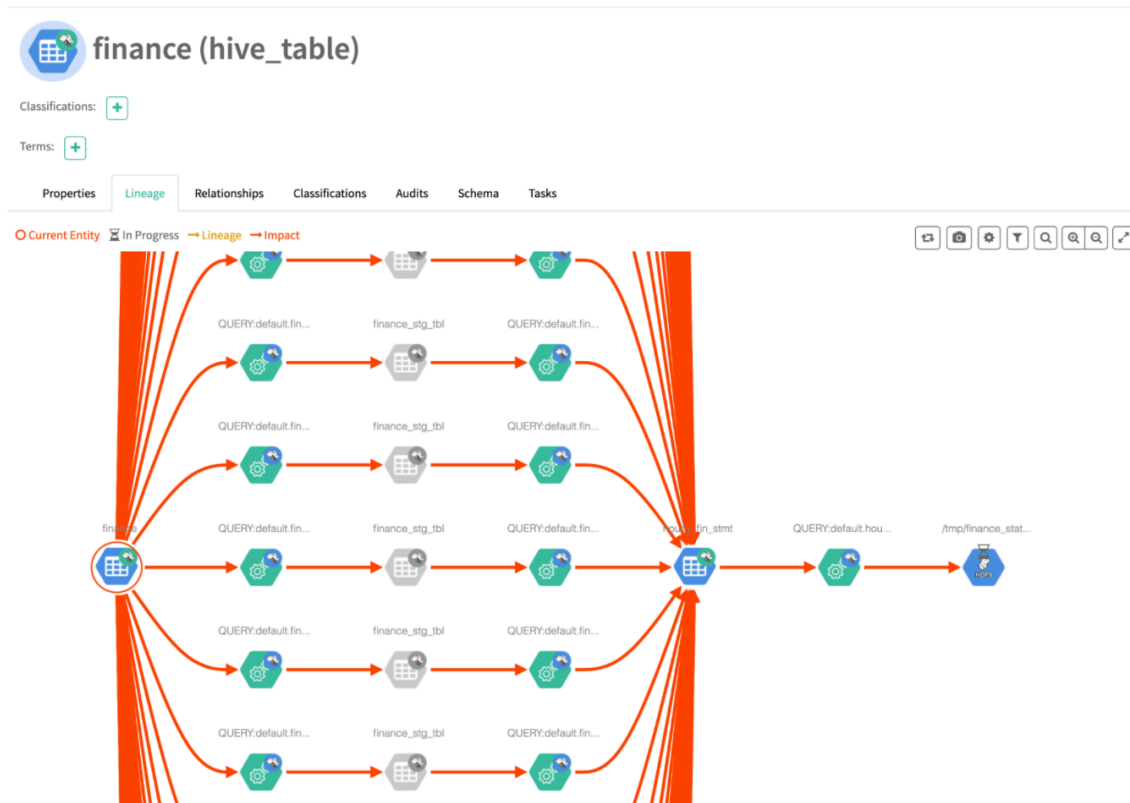 finance (hive_table)
Classifications: +
Terms: +
Properties Lineage Relationships Classifications Audits Schema Tasks
Current Entity In Progress Lineage Impact
QUERY:default.fin... finance_stg_tbl QUERY:default.fin...
QUERY:default.fin... finance_stg_tbl QUERY:default.fin...
finance QUERY:default.fin... finance_stg_tbl QUERY:default.fin... hourly_fin_stmt QUERY:default.hou... /tmp/finance_stat...
HDFS
QUERY:default.fin... finance_stg_tbl QUERY:default.fin...
QUERY:default.fin... finance_stg_tbl QUERY:default.fin...